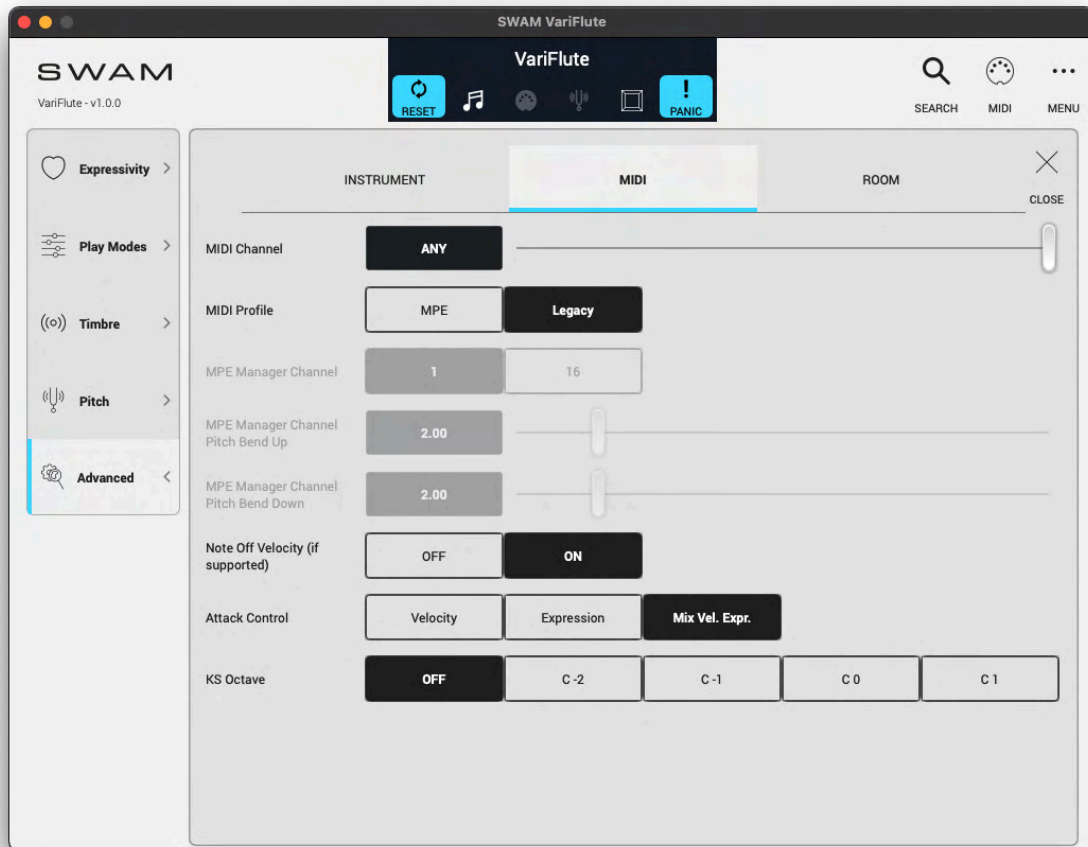 SWAM VariFlute
SWAM
VariFlute - v1.0.0
VariFlute
RESET
PANIC
SEARCH
MIDI
MENU
Expressivity
Play Modes
Timbre
Pitch
Advanced
INSTRUMENT
MIDI
ROOM
CLOSE
MIDI Channel
ANY
MIDI Profile
MPE
Legacy
MPE Manager Channel
1
16
MPE Manager Channel
Pitch Bend Up
2.00
MPE Manager Channel
Pitch Bend Down
2.00
Note Off Velocity (if
supported)
OFF
ON
Attack Control
Velocity
Expression
Mix Vel. Expr.
KS Octave
OFF
C -2
C -1
C 0
C 1